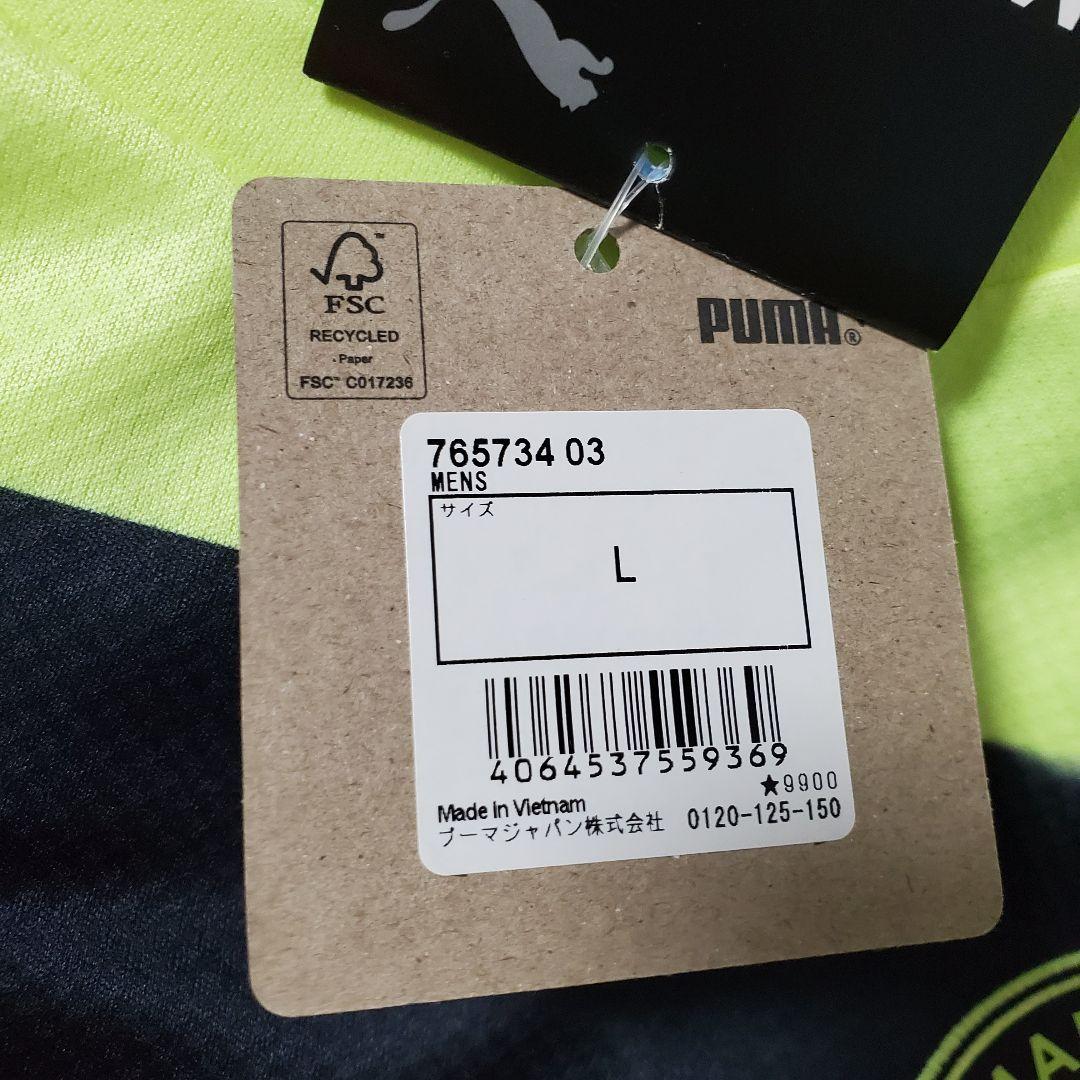 FSC
RECYCLED
Paper
FSC™ C017236
PUMA®
765734 03
MENS
サイズ
L
4064537559369
★9900
Made In Vietnam
プーマジャパン株式会社 0120-125-150